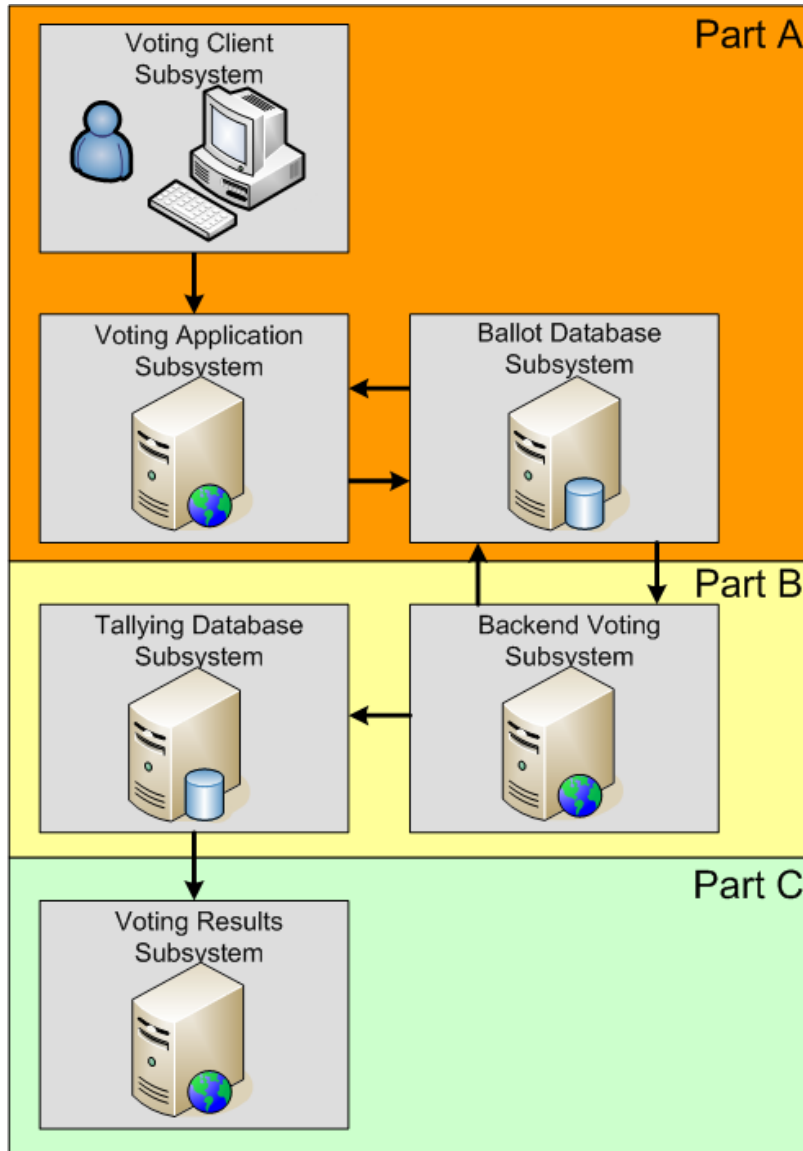 Part A
Voting Client
Subsystem
Voting Application
Subsystem
Ballot Database
Subsystem
Part B
Tallying Database
Subsystem
Backend Voting
Subsystem
Part C
Voting Results
Subsystem